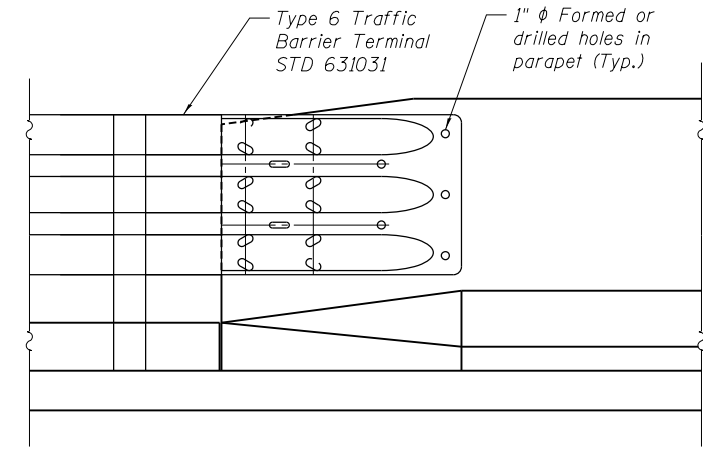 Type 6 Traffic
Barrier Terminal
STD 631031
1" ϕ Formed or
drilled holes in
parapet (Typ.)